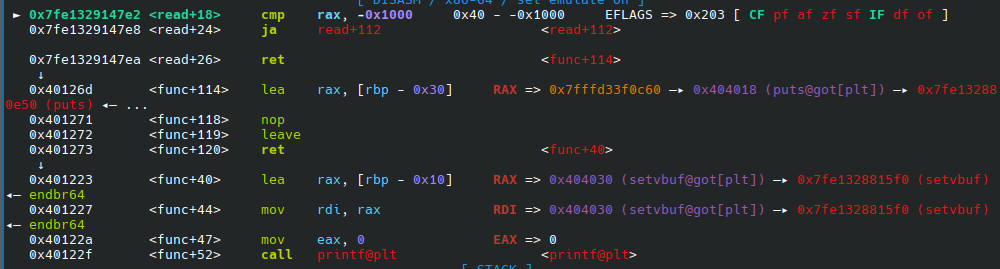 [ DISASM / x86-64 / set emulate on ]
► 0x7fe1329147e2 <read+18> cmp rax, -0x1000 0x40 - -0x1000 EFLAGS => 0x203 [ CF pf af zf sf IF df of ]
0x7fe1329147e8 <read+24> ja read+112 <read+112>
0x7fe1329147ea <read+26> ret <func+114>
↓
0x40126d <func+114> lea rax, [rbp - 0x30] RAX => 0x7fffd33f0c60 —▸ 0x404018 (puts@got[plt]) —▸ 0x7fe13288
0e50 (puts) ◂— ...
0x401271 <func+118> nop
0x401272 <func+119> leave
0x401273 <func+120> ret <func+40>
↓
0x401223 <func+40> lea rax, [rbp - 0x10] RAX => 0x404030 (setvbuf@got[plt]) —▸ 0x7fe1328815f0 (setvbuf)
◂— endbr64
0x401227 <func+44> mov rdi, rax RDI => 0x404030 (setvbuf@got[plt]) —▸ 0x7fe1328815f0 (setvbuf)
◂— endbr64
0x40122a <func+47> mov eax, 0 EAX => 0
0x40122f <func+52> call printf@plt <printf@plt>
[ STACK ]